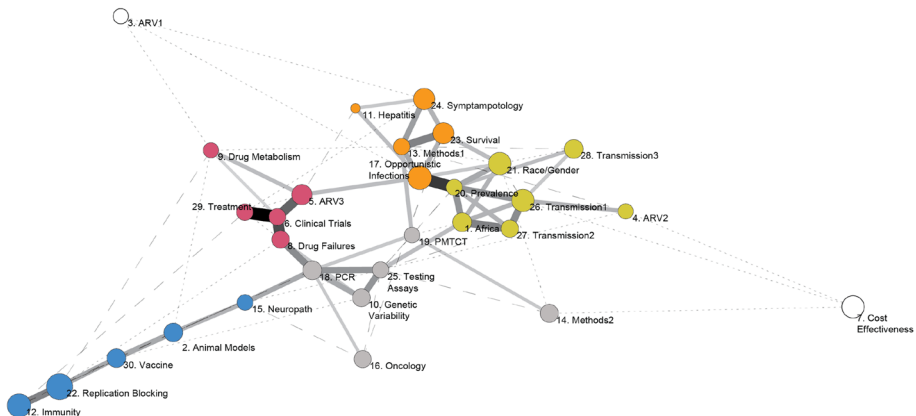 3. ARV1
24. Symptampotology
11. Hepatitis
23. Survival
13. Methods1
28. Transmission3
9. Drug Metabolism
17. Opportunistic
Infections
21. Race/Gender
20. Prevalence
5. ARV3
29. Treatment
26. Transmission1
4. ARV2
6. Clinical Trials
1. Africa
27. Transmission2
19. PMTCT
8. Drug Failures
18. PCR
25. Testing
Assays
10. Genetic
Variability
15. Neuropath
14. Methods2
7. Cost
Effectiveness
2. Animal Models
30. Vaccine
16. Oncology
22. Replication Blocking
12. Immunity